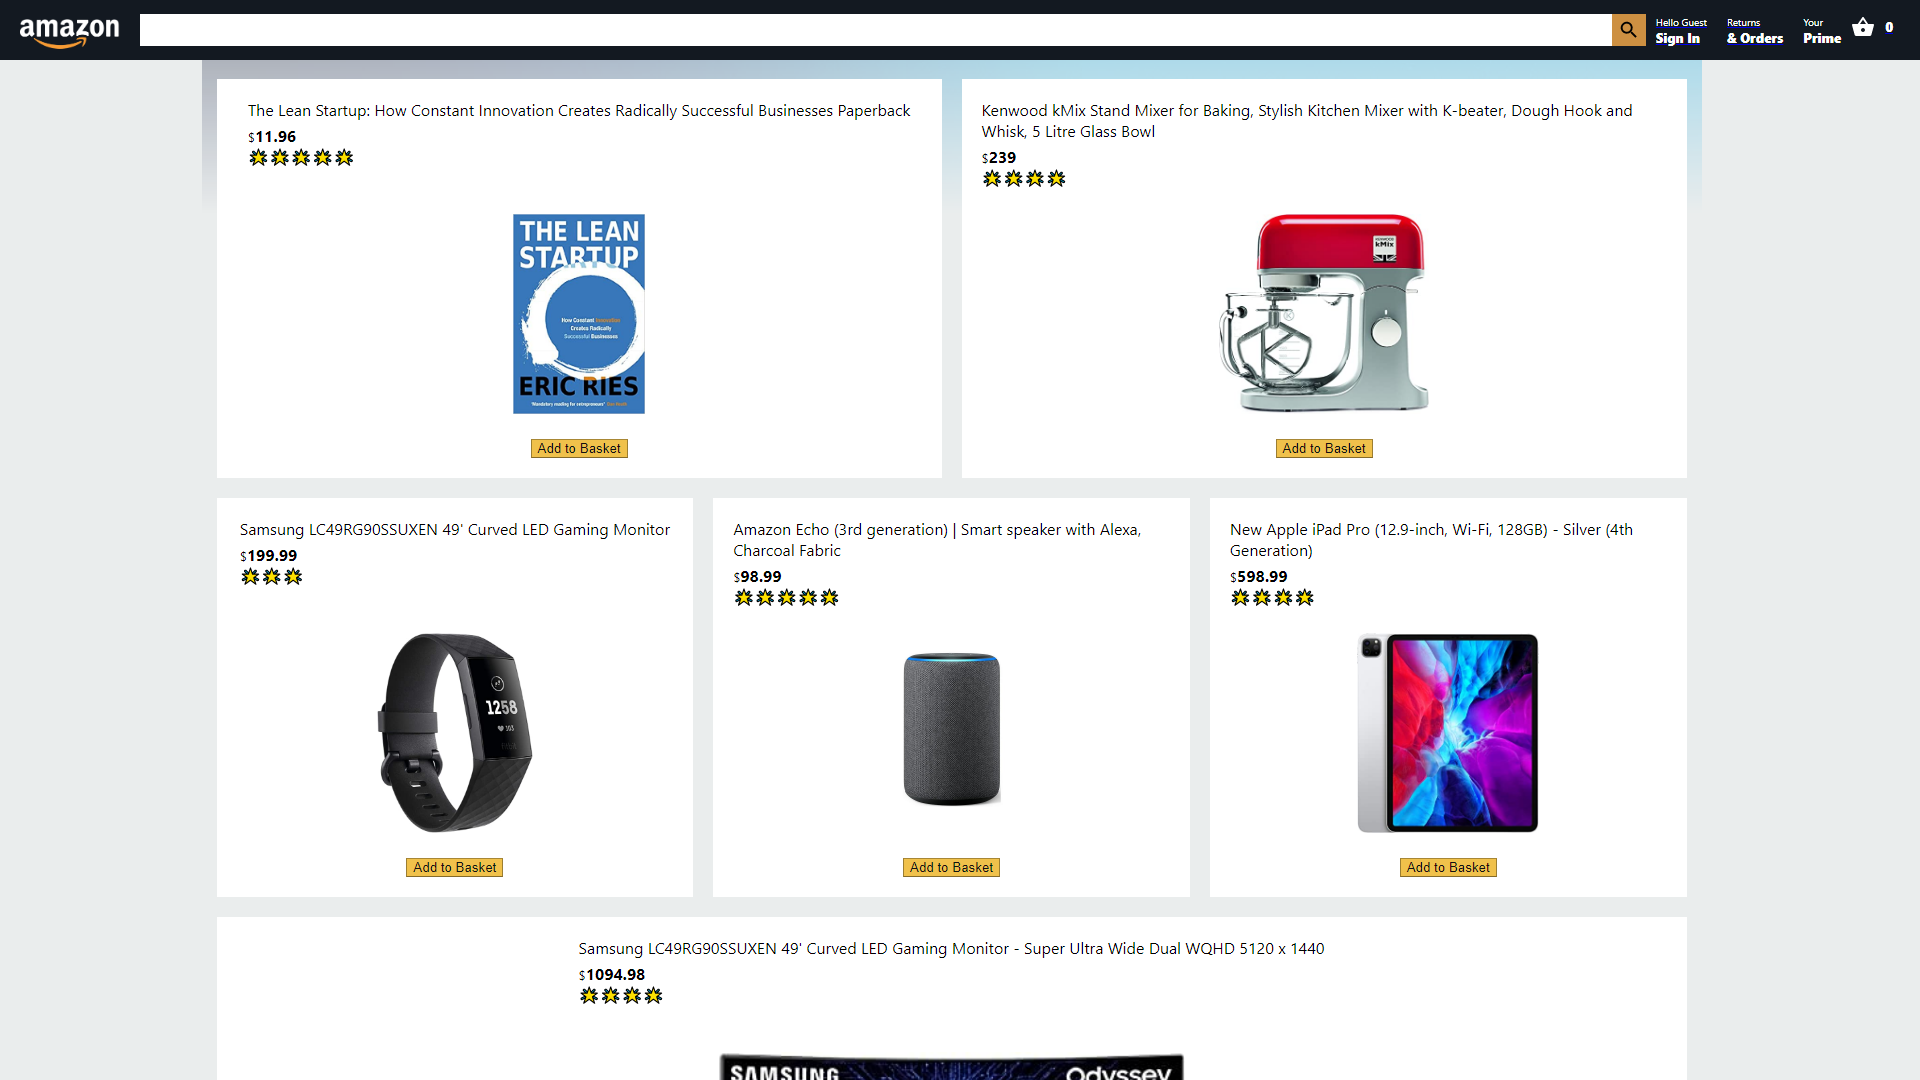 amazon
Hello Guest
Sign In
Returns
& Orders
Your
Prime
0
The Lean Startup: How Constant Innovation Creates Radically Successful Businesses Paperback
$11.96
THE LEAN
STARTUP
How Constant Innovation
Creates Radically
Successful Businesses
ERIC RIES
Add to Basket
Kenwood kMix Stand Mixer for Baking, Stylish Kitchen Mixer with K-beater, Dough Hook and
Whisk, 5 Litre Glass Bowl
$239
KENWOOD
kMix
Add to Basket
Samsung LC49RG90SSUXEN 49' Curved LED Gaming Monitor
$199.99
1258
103
fitbit
Add to Basket
Amazon Echo (3rd generation) | Smart speaker with Alexa,
Charcoal Fabric
$98.99
Add to Basket
New Apple iPad Pro (12.9-inch, Wi-Fi, 128GB) - Silver (4th
Generation)
$598.99
Add to Basket
Samsung LC49RG90SSUXEN 49' Curved LED Gaming Monitor - Super Ultra Wide Dual WQHD 5120 x 1440
$1094.98
SAMSUNG
Odyssey